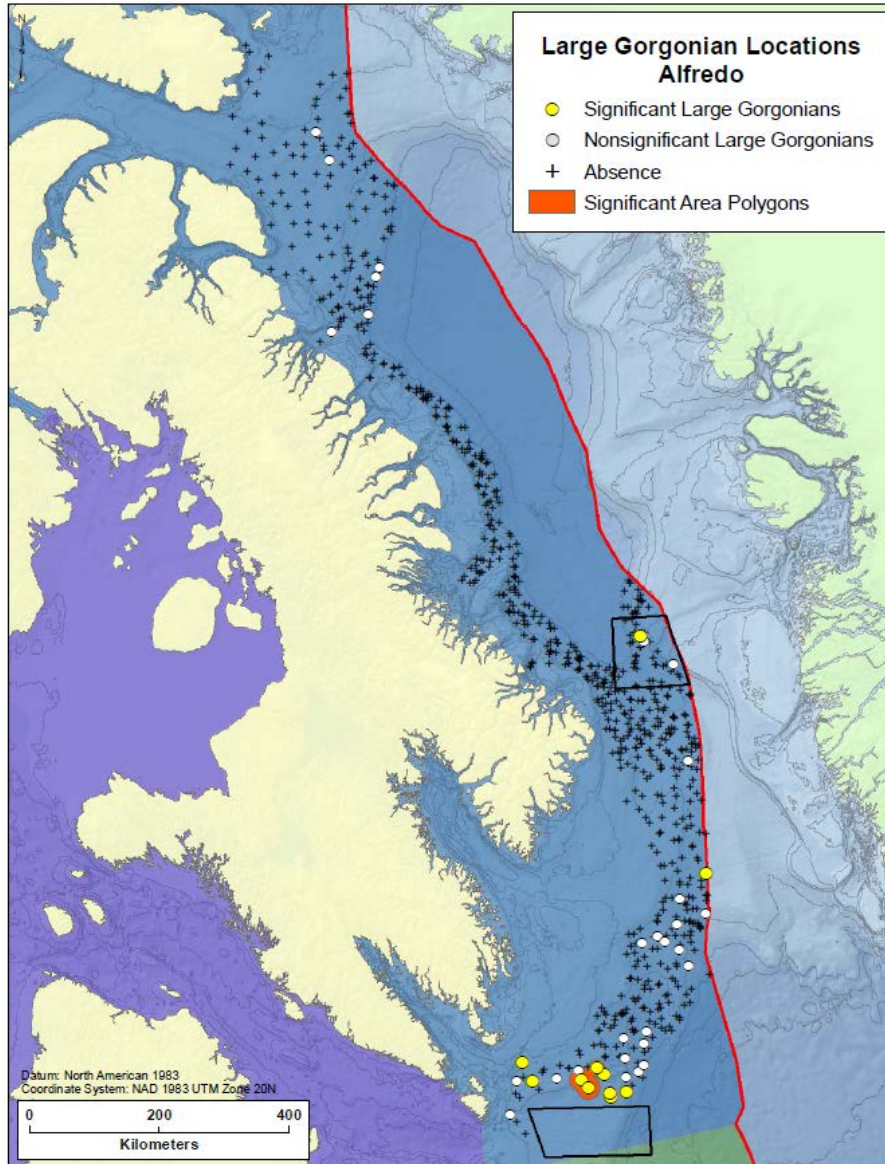 N
Large Gorgonian Locations
Alfredo
Significant Large Gorgonians
Nonsignificant Large Gorgonians
Absence
Significant Area Polygons
Datum: North American 1983
Coordinate System: NAD 1983 UTM Zone 20N
0 200 400
Kilometers